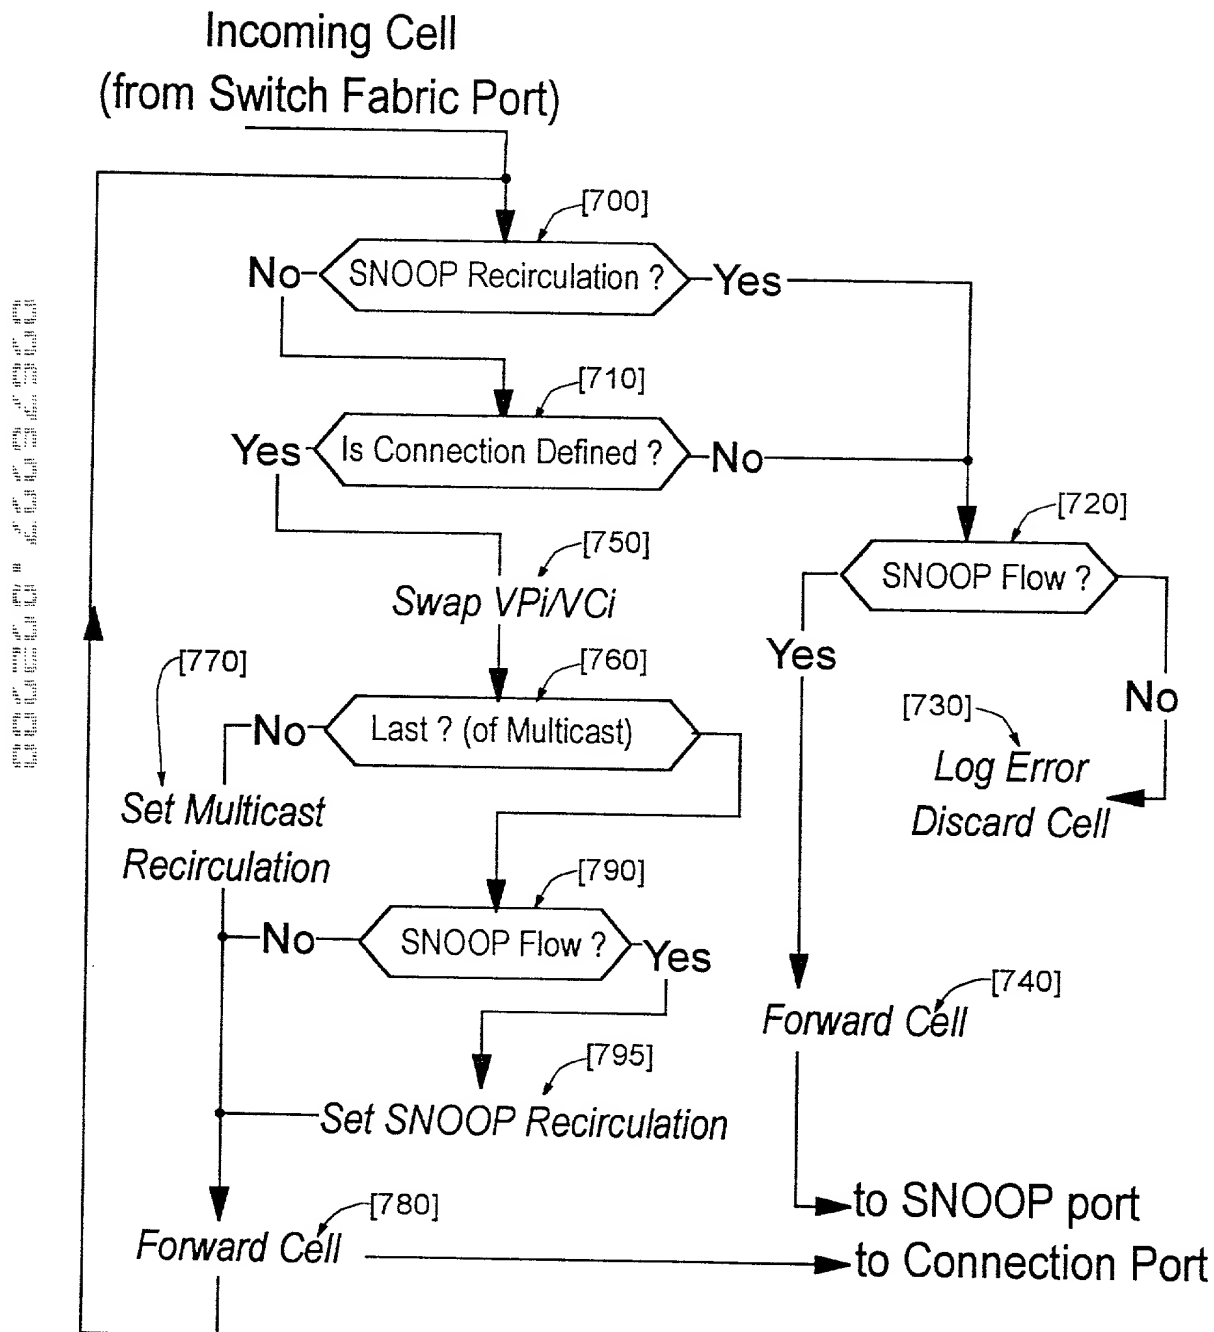 Incoming Cell
(from Switch Fabric Port)
[700]
No
SNOOP Recirculation ?
Yes
[710]
Yes
Is Connection Defined ?
No
[720]
SNOOP Flow ?
[750]
Swap VPi/VCi
Yes
No
[770]
[760]
No
Last ? (of Multicast)
[730]
Log Error
Discard Cell
Set Multicast
Recirculation
[790]
No
SNOOP Flow ?
Yes
[740]
Forward Cell
[795]
Set SNOOP Recirculation
[780]
Forward Cell
to SNOOP port
to Connection Port